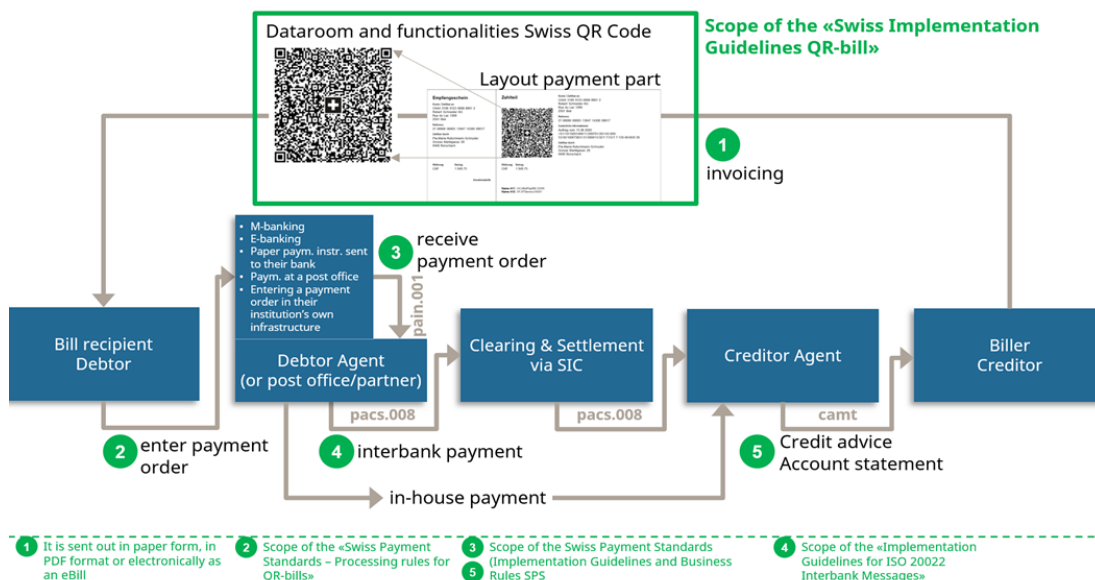 Dataroom and functionalities Swiss QR Code
Scope of the «Swiss Implementation
Guidelines QR-bill»
Layout payment part
Empfangsschein
Zahlteil
1
invoicing
• M-banking
• E-banking
• Paper paym. instr. sent
to their bank
• Paym. at a post office
• Entering a payment
order in their
institution's own
infrastructure
3
receive
payment order
pain.001
Bill recipient
Debtor
Debtor Agent
(or post office/partner)
Clearing & Settlement
via SIC
Creditor Agent
Biller
Creditor
pacs.008
pacs.008
camt
2
enter payment
order
4
interbank payment
5
Credit advice
Account statement
in-house payment
1
It is sent out in paper form, in
PDF format or electronically as
an eBill
2
Scope of the «Swiss Payment
Standards – Processing rules for
QR-bills»
3
5
Scope of the Swiss Payment Standards
(Implementation Guidelines and Business
Rules SPS
4
Scope of the «Implementation
Guidelines for ISO 20022
Interbank Messages»